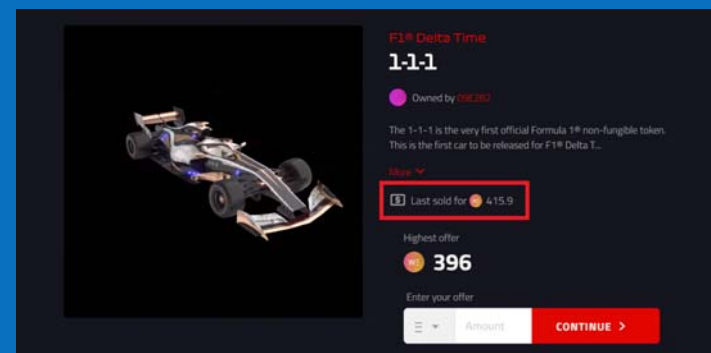 F1® Delta Time
1-1-1
Owned by
The 1-1-1 is the very first official Formula 1® non-fungible token.
This is the first car to be released for F1® Delta T...
More
Last sold for 415.9
Highest offer
396
Enter your offer
Amount
CONTINUE >